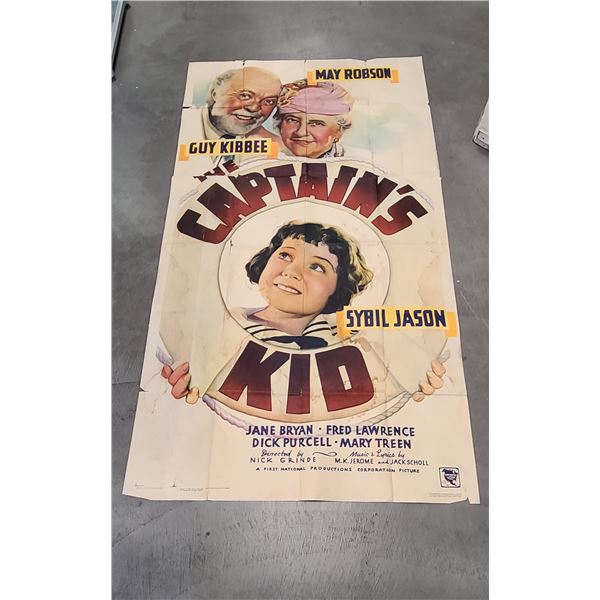 MAY ROBSON
GUY KIBBEE
THE
CAPTAIN'S
SYBIL JASON
KID
JANE BRYAN · FRED LAWRENCE
DICK PURCELL · MARY TREEN
Directed by
NICK GRINDE
Music & Lyrics by
M.K. JEROME and JACK SCHOLL
A FIRST NATIONAL PRODUCTIONS CORPORATION PICTURE